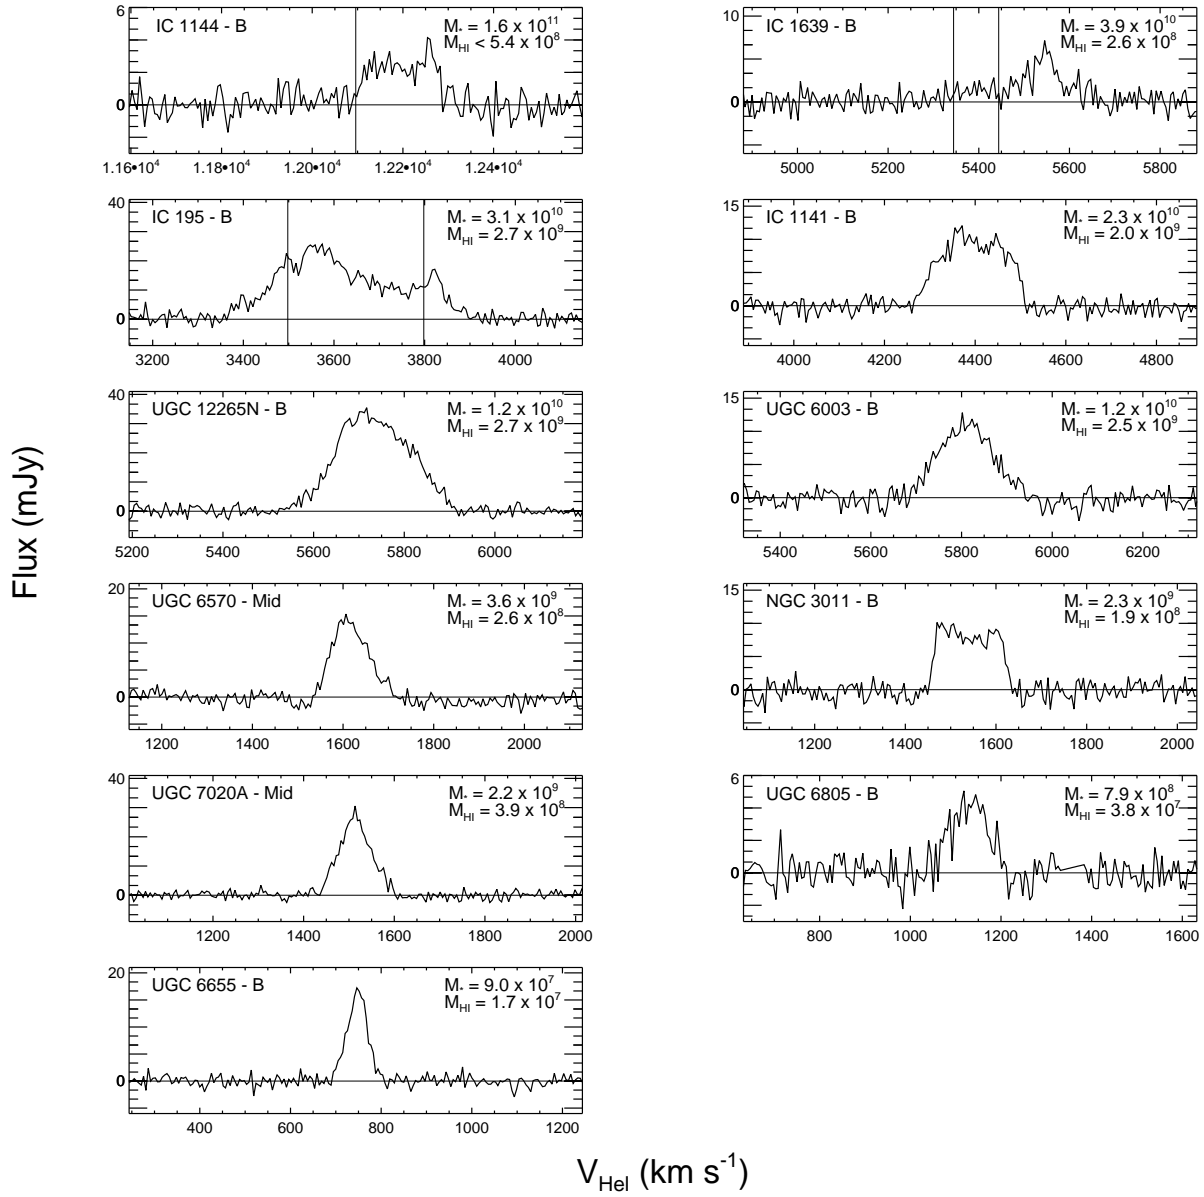 IC 1144 - B
M* = 1.6 x 10^11
M_HI < 5.4 x 10^8
6
0
1.16•10^4 1.18•10^4 1.20•10^4 1.22•10^4 1.24•10^4
IC 1639 - B
M* = 3.9 x 10^10
M_HI = 2.6 x 10^8
10
0
5000 5200 5400 5600 5800
IC 195 - B
M* = 3.1 x 10^10
M_HI = 2.7 x 10^9
40
0
3200 3400 3600 3800 4000
IC 1141 - B
M* = 2.3 x 10^10
M_HI = 2.0 x 10^9
15
0
4000 4200 4400 4600 4800
UGC 12265N - B
M* = 1.2 x 10^10
M_HI = 2.7 x 10^9
40
0
5200 5400 5600 5800 6000
UGC 6003 - B
M* = 1.2 x 10^10
M_HI = 2.5 x 10^9
15
0
5400 5600 5800 6000 6200
UGC 6570 - Mid
M* = 3.6 x 10^9
M_HI = 2.6 x 10^8
20
0
1200 1400 1600 1800 2000
NGC 3011 - B
M* = 2.3 x 10^9
M_HI = 1.9 x 10^8
15
0
1200 1400 1600 1800 2000
UGC 7020A - Mid
M* = 2.2 x 10^9
M_HI = 3.9 x 10^8
40
0
1200 1400 1600 1800 2000
UGC 6805 - B
M* = 7.9 x 10^8
M_HI = 3.8 x 10^7
6
0
800 1000 1200 1400 1600
UGC 6655 - B
M* = 9.0 x 10^7
M_HI = 1.7 x 10^7
20
0
400 600 800 1000 1200
Flux (mJy)
V_Hel (km s^-1)